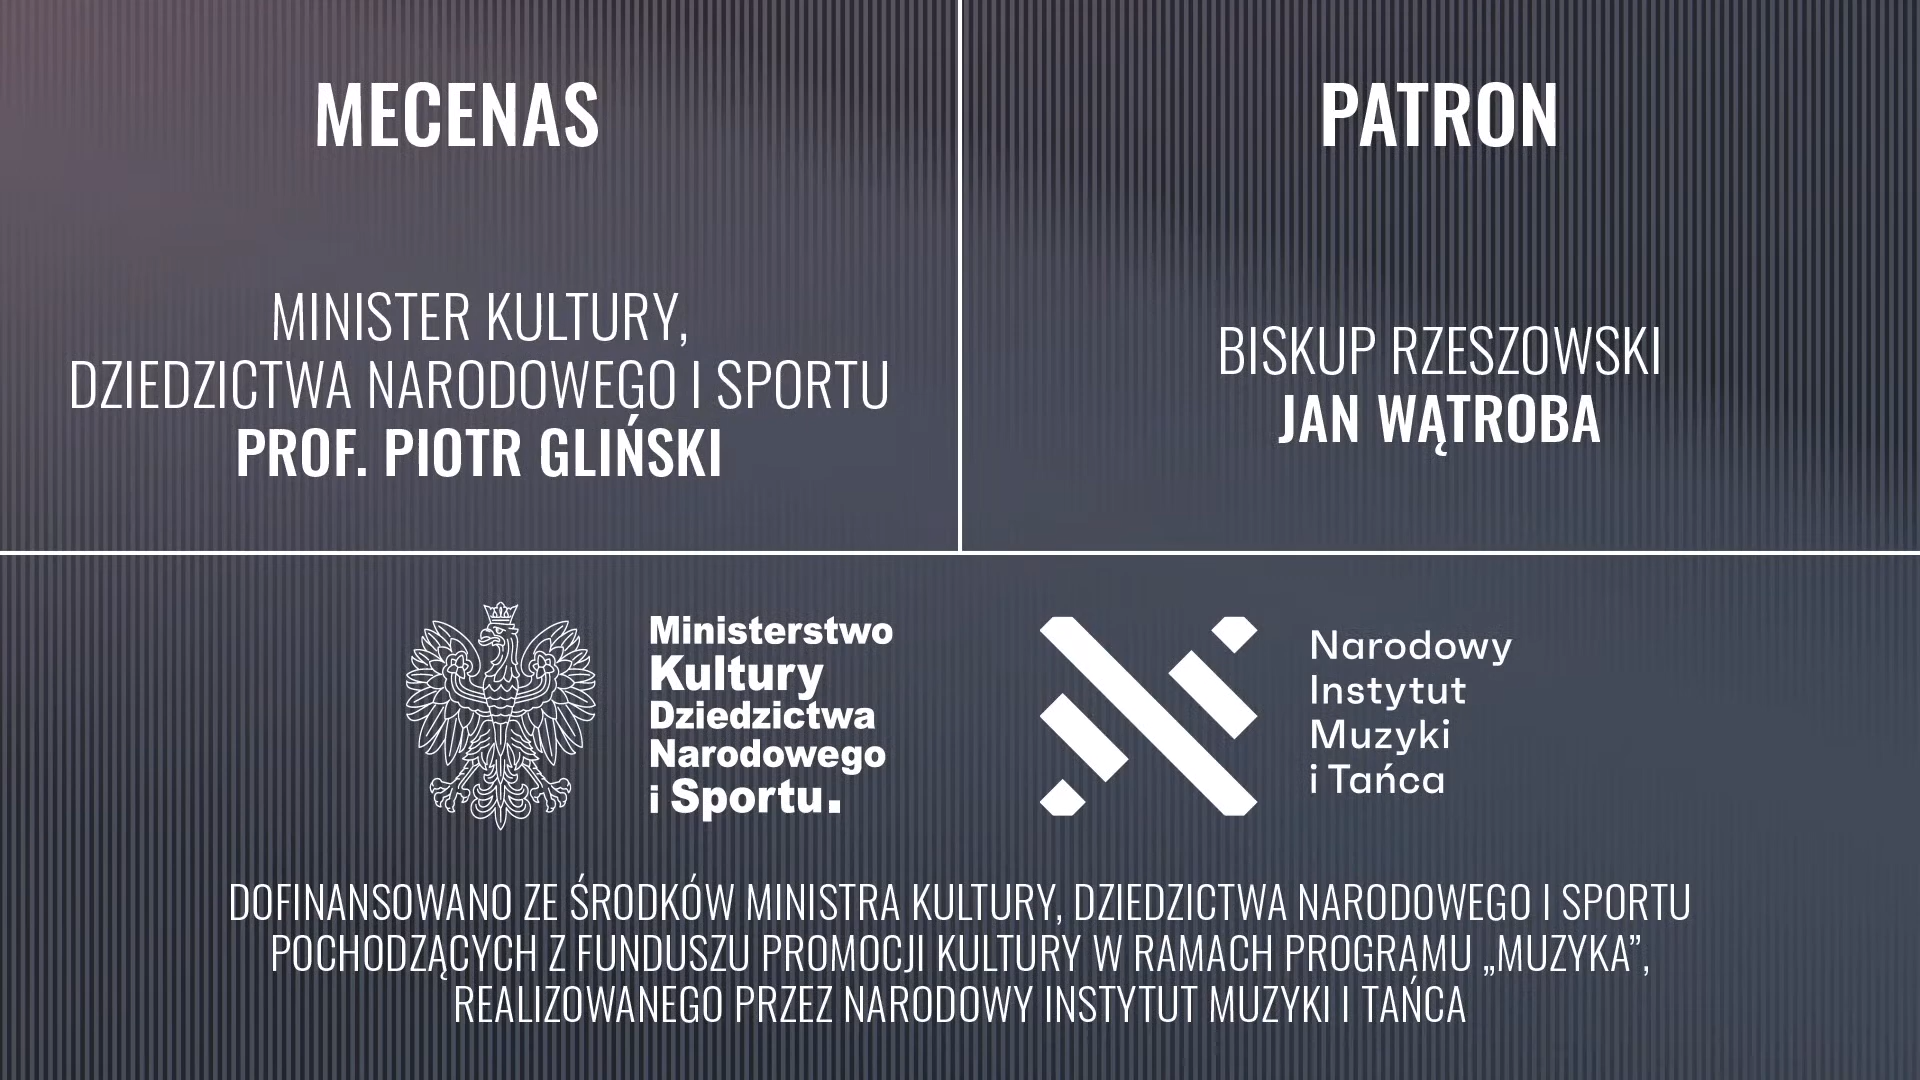 MECENAS
MINISTER KULTURY,
DZIEDZICTWA NARODOWEGO I SPORTU
PROF. PIOTR GLIŃSKI
PATRON
BISKUP RZESZOWSKI
JAN WĄTROBA
Ministerstwo
Kultury
Dziedzictwa
Narodowego
i Sportu.
Narodowy
Instytut
Muzyki
i Tańca
DOFINANSOWANO ZE ŚRODKÓW MINISTRA KULTURY, DZIEDZICTWA NARODOWEGO I SPORTU
POCHODZĄCYCH Z FUNDUSZU PROMOCJI KULTURY W RAMACH PROGRAMU „MUZYKA”,
REALIZOWANEGO PRZEZ NARODOWY INSTYTUT MUZYKI I TAŃCA